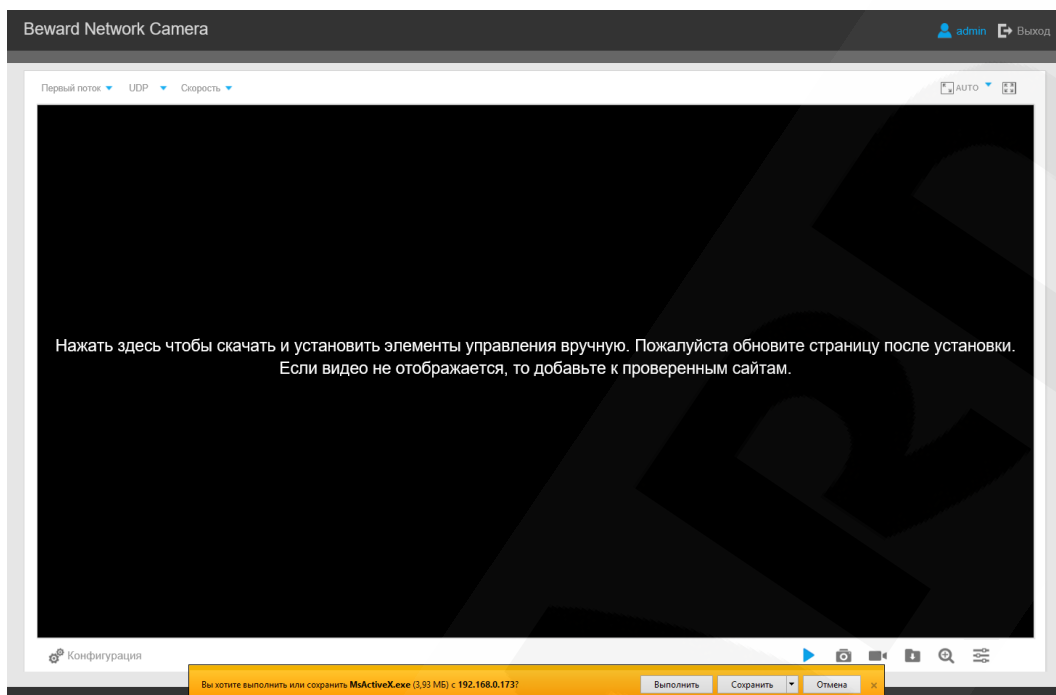 Beward Network Camera
admin Выход
Первый поток UDP Скорость AUTO
Нажать здесь чтобы скачать и установить элементы управления вручную. Пожалуйста обновите страницу после установки.
Если видео не отображается, то добавьте к проверенным сайтам.
Конфигурация
Вы хотите выполнить или сохранить MsActiveX.exe (3,93 МБ) с 192.168.0.173? Выполнить Сохранить Отмена